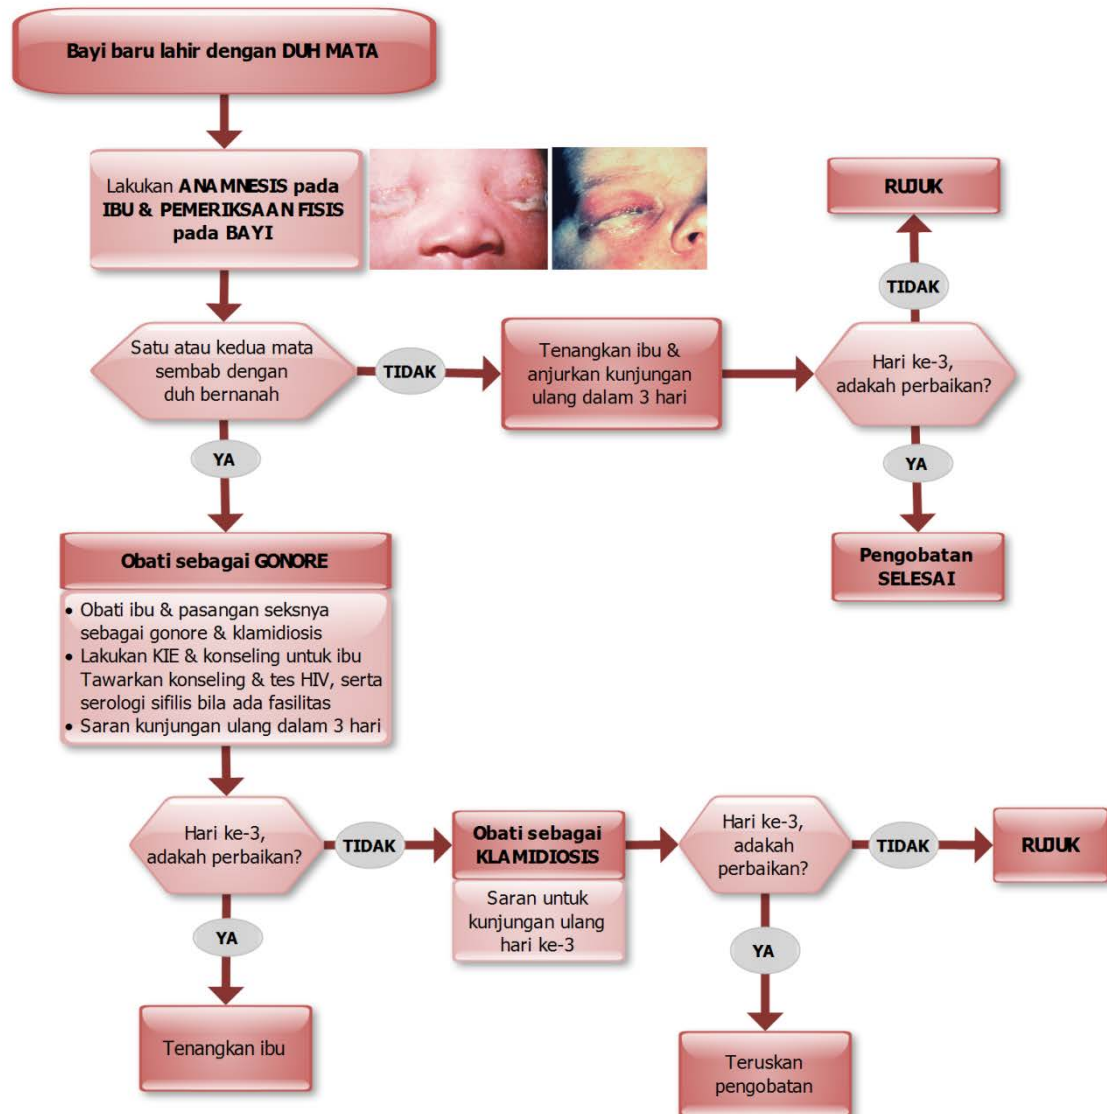 Bayi baru lahir dengan DUH MATA
Lakukan ANAMNESIS pada
IBU & PEMERIKSAAN FISIS
pada BAYI
RUJUK
TIDAK
Satu atau kedua mata
sembab dengan
duh bernanah
TIDAK
Tenangkan ibu &
anjurkan kunjungan
ulang dalam 3 hari
Hari ke-3,
adakah perbaikan?
YA
YA
Pengobatan
SELESAI
Obati sebagai GONORE
• Obati ibu & pasangan seksnya
sebagai gonore & klamidiosis
• Lakukan KIE & konseling untuk ibu
Tawarkan konseling & tes HIV, serta
serologi sifilis bila ada fasilitas
• Saran kunjungan ulang dalam 3 hari
Hari ke-3,
adakah perbaikan?
TIDAK
Obati sebagai
KLAMIDIOSIS
Saran untuk
kunjungan ulang
hari ke-3
Hari ke-3,
adakah
perbaikan?
TIDAK
RUJUK
YA
YA
Tenangkan ibu
Teruskan
pengobatan